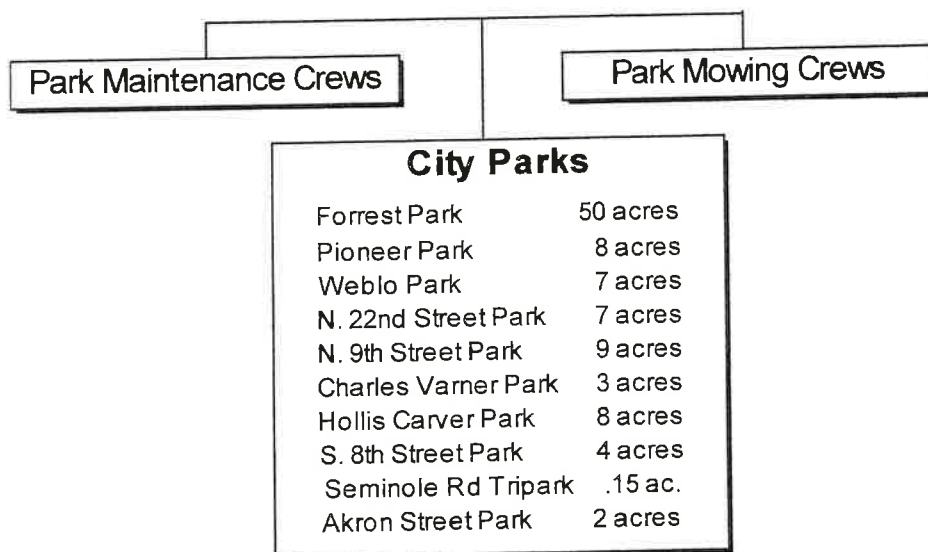 Park Maintenance Crews
Park Mowing Crews
City Parks
Forrest Park 50 acres
Pioneer Park 8 acres
Weblo Park 7 acres
N. 22nd Street Park 7 acres
N. 9th Street Park 9 acres
Charles Varner Park 3 acres
Hollis Carver Park 8 acres
S. 8th Street Park 4 acres
Seminole Rd Tripark .15 ac.
Akron Street Park 2 acres